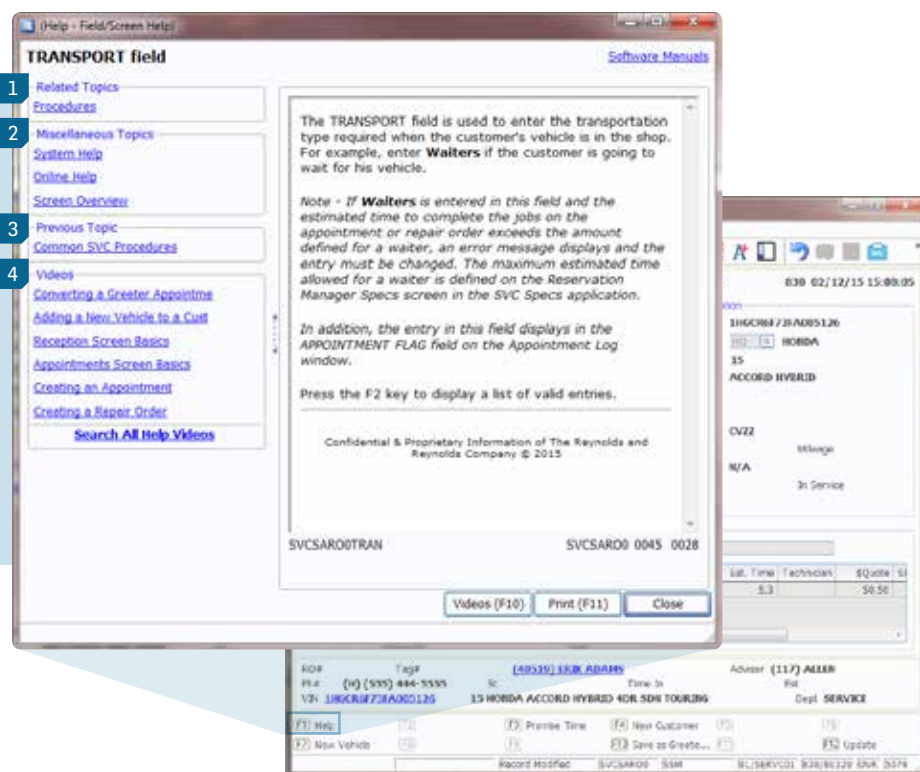 (Help - Field/Screen Help)
TRANSPORT field
Software Manuals
1
Related Topics
Procedures
2
Miscellaneous Topics
System Help
Online Help
Screen Overview
3
Previous Topic
Common SVC Procedures
4
Videos
Converting a Greeter Appointme
Adding a New Vehicle to a Cust
Reception Screen Basics
Appointments Screen Basics
Creating an Appointment
Creating a Repair Order
Search All Help Videos
The TRANSPORT field is used to enter the transportation
type required when the customer's vehicle is in the shop.
For example, enter Waiters if the customer is going to
wait for his vehicle.
Note - If Waiters is entered in this field and the
estimated time to complete the jobs on the
appointment or repair order exceeds the amount
defined for a waiter, an error message displays and the
entry must be changed. The maximum estimated time
allowed for a waiter is defined on the Reservation
Manager Specs screen in the SVC Specs application.
In addition, the entry in this field displays in the
APPOINTMENT FLAG field on the Appointment Log
window.
Press the F2 key to display a list of valid entries.
Confidential & Proprietary Information of The Reynolds and
Reynolds Company © 2015
SVCSARO0TRAN
SVCSARO0 0045 0028
Videos (F10)
Print (F11)
Close
02/12/15 15:00:05
HONDA
15
ACCORD HYBRID
CV22
Mileage
N/A
In Service
Est. Time Technician $Quote
5.3 50.50
RO# Tag# (40519) ERIK ADAMS Advisor (117) ALLEN
(H) (555) 444-5555 Time In
15 HONDA ACCORD HYBRID 4DR SDN TOURING Dept SERVICE
Help Promise Time New Customer
New Vehicle Save as Greete... F12 Update
Record Modified SVCSARO0